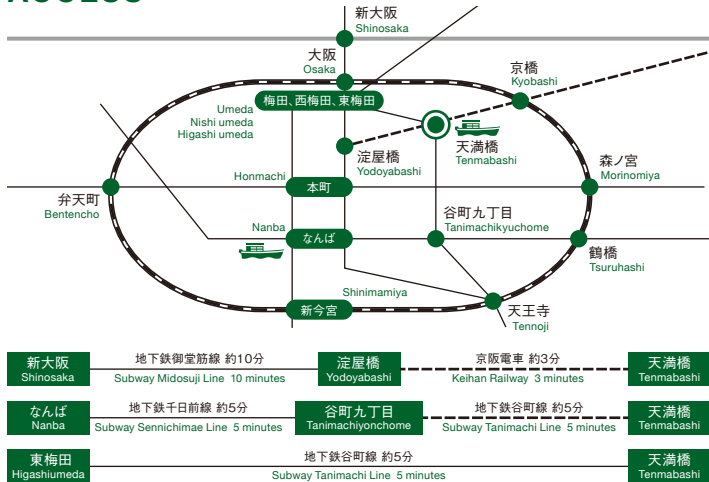 ACCESS
新大阪
Shinosaka
大阪
Osaka
京橋
Kyobashi
梅田、西梅田、東梅田
Umeda
Nishi umeda
Higashi umeda
天満橋
Tenmabashi
淀屋橋
Yodoyabashi
森ノ宮
Morinomiya
Honmachi
本町
弁天町
Bentencho
谷町九丁目
Tanimachikyuchome
Nanba
なんば
鶴橋
Tsuruhashi
Shinimamiya
新今宮
天王寺
Tennoji
新大阪
Shinosaka
地下鉄御堂筋線 約10分
Subway Midosuji Line 10 minutes
淀屋橋
Yodoyabashi
京阪電車 約3分
Keihan Railway 3 minutes
天満橋
Tenmabashi
なんば
Nanba
地下鉄千日前線 約5分
Subway Sennichimae Line 5 minutes
谷町九丁目
Tanimachiyonchome
地下鉄谷町線 約5分
Subway Tanimachi Line 5 minutes
天満橋
Tenmabashi
東梅田
Higashiumeda
地下鉄谷町線 約5分
Subway Tanimachi Line 5 minutes
天満橋
Tenmabashi